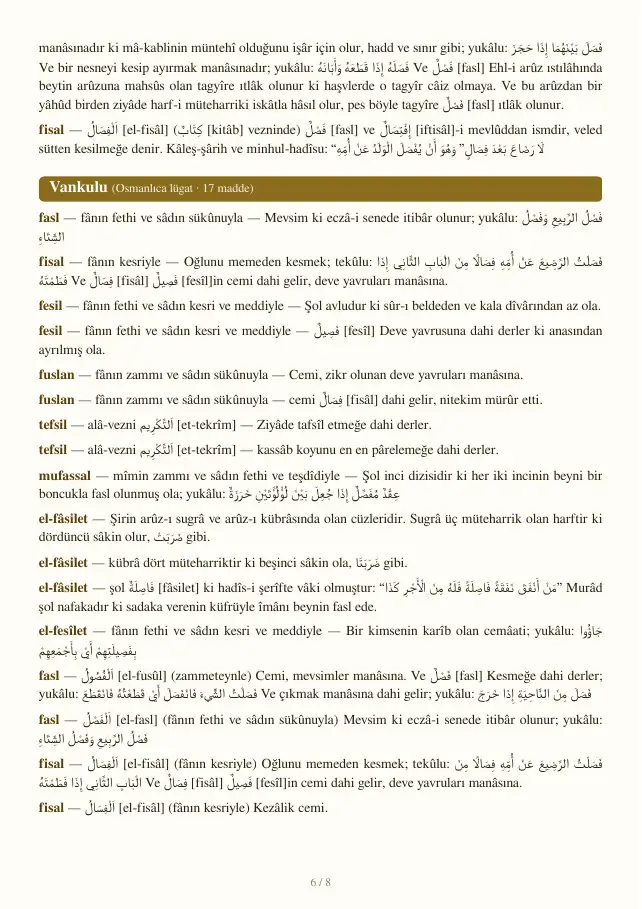 manâsınadır ki mâ-kablinin müntehî olduğunu işâr için olur, hadd ve sınır gibi; yukâlu: فَصَلَ بَيْنَهُمَا إِذَا حَجَزَ
Ve bir nesneyi kesip ayırmak manâsınadır; yukâlu: فَصَلَهُ إِذَا قَطَعَهُ وَأَبَانَهُ Ve فَصْلٌ [fasl] Ehl-i arûz ıstılâhında
beytin arûzuna mahsûs olan tagyîre ıtlâk olunur ki haşvlerde o tagyîr câiz olmaya. Ve bu arûzdan bir
yâhûd birden ziyâde harf-i müteharriki iskâtla hâsıl olur, pes böyle tagyîre فَصْلٌ [fasl] ıtlâk olunur.
fisal — اَلْفِصَالُ [el-fisâl] (كِتَابٌ [kitâb] vezninde) فَصْلٌ [fasl] ve إِفْتِصَالٌ [iftisâl]-i mevlûddan ismdir, veled
sütten kesilmeğe denir. Kâleş-şârih ve minhul-hadîsu: “لَا رَضَاعَ بَعْدَ فِصَالٍ” وَهُوَ أَنْ يُفْصَلَ الْوَلَدُ عَنْ أُمِّهِ
Vankulu (Osmanlıca lügat · 17 madde)
fasl — fânın fethi ve sâdın sükûnuyla — Mevsim ki eczâ-i senede itibâr olunur; yukâlu: فَصْلُ الرَّبِيعِ وَفَصْلُ
الشِّتَاءِ
fisal — fânın kesriyle — Oğlunu memeden kesmek; tekûlu: فَصَلْتُ الرَّضِيعَ عَنْ أُمِّهِ فِصَالًا مِنَ الْبَابِ الثَّانِي إِذَا
فَطَمْتَهُ Ve فِصَالٌ [fisâl] فَصِيلٌ [fesîl]in cemi dahi gelir, deve yavruları manâsına.
fesil — fânın fethi ve sâdın kesri ve meddiyle — Şol avludur ki sûr-ı beldeden ve kala dîvârından az ola.
fesil — fânın fethi ve sâdın kesri ve meddiyle — فَصِيلٌ [fesîl] Deve yavrusuna dahi derler ki anasından
ayrılmış ola.
fuslan — fânın zammı ve sâdın sükûnuyla — Cemi, zikr olunan deve yavruları manâsına.
fuslan — fânın zammı ve sâdın sükûnuyla — cemi فِصَالٌ [fisâl] dahi gelir, nitekim mürûr etti.
tefsil — alâ-vezni اَلتَّكْرِيم [et-tekrîm] — Ziyâde tafsîl etmeğe dahi derler.
tefsil — alâ-vezni اَلتَّكْرِيم [et-tekrîm] — kassâb koyunu en en pârelemeğe dahi derler.
mufassal — mîmin zammı ve sâdın fethi ve teşdîdiyle — Şol inci dizisidir ki her iki incinin beyni bir
boncukla fasl olunmuş ola; yukâlu: عِقْدٌ مُفَصَّلٌ إِذَا جُعِلَ بَيْنَ لُؤْلُؤَتَيْنِ خَرَزَةٌ
el-fâsilet — Şirin arûz-ı sugrâ ve arûz-ı kübrâsında olan cüzleridir. Sugrâ üç müteharrik olan harftir ki
dördüncü sâkin olur, ضَرَبَتْ gibi.
el-fâsilet — kübrâ dört müteharriktir ki beşinci sâkin ola, ضَرَبَتَا gibi.
el-fâsilet — şol فَاصِلَةٌ [fâsilet] ki hadîs-i şerîfte vâki olmuştur: “مَنْ أَنْفَقَ نَفَقَةً فَاصِلَةً فَلَهُ مِنَ الْأَجْرِ كَذَا” Murâd
şol nafakadır ki sadaka verenin küfrüyle îmânı beynin fasl ede.
el-fesîlet — fânın fethi ve sâdın kesri ve meddiyle — Bir kimsenin karîb olan cemâati; yukâlu: جَاؤُوا
بِفَصِيلَتِهِمْ أَيْ بِأَجْمَعِهِمْ
fasl — اَلْفُصُولُ [el-fusûl] (zammeteynle) Cemi, mevsimler manâsına. Ve فَصْلٌ [fasl] Kesmeğe dahi derler;
yukâlu: فَصَلْتُ الشَّيْءَ فَانْفَصَلَ أَيْ قَطَعْتُهُ فَانْقَطَعَ Ve çıkmak manâsına dahi gelir; yukâlu: فَصَلَ مِنَ النَّاحِيَةِ إِذَا خَرَجَ
fasl — اَلْفَصْلُ [el-fasl] (fânın fethi ve sâdın sükûnuyla) Mevsim ki eczâ-i senede itibâr olunur; yukâlu:
فَصْلُ الرَّبِيعِ وَفَصْلُ الشِّتَاءِ
fisal — اَلْفِصَالُ [el-fisâl] (fânın kesriyle) Oğlunu memeden kesmek; tekûlu: فَصَلْتُ الرَّضِيعَ عَنْ أُمِّهِ فِصَالًا مِنَ
الْبَابِ الثَّانِي إِذَا فَطَمْتَهُ Ve فِصَالٌ [fisâl] فَصِيلٌ [fesîl]in cemi dahi gelir, deve yavruları manâsına.
fisal — اَلْفِسَالُ [el-fisâl] (fânın kesriyle) Kezâlik cemi.
6 / 8